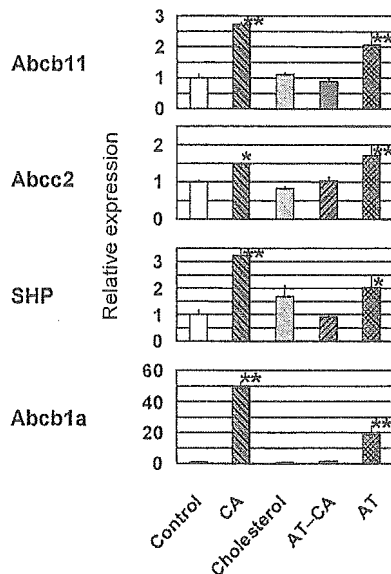 Abcb11
3
2
1
0
**
**
Abcc2
2
1
0
*
**
SHP
3
2
1
0
**
*
Abcb1a
60
40
20
0
**
**
Relative expression
Control
CA
Cholesterol
AT–CA
AT